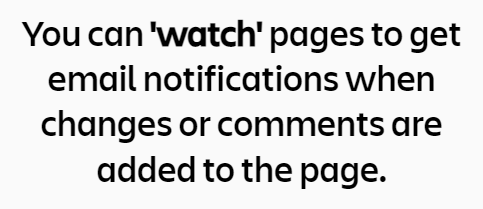 You can 'watch' pages to get
email notifications when
changes or comments are
added to the page.